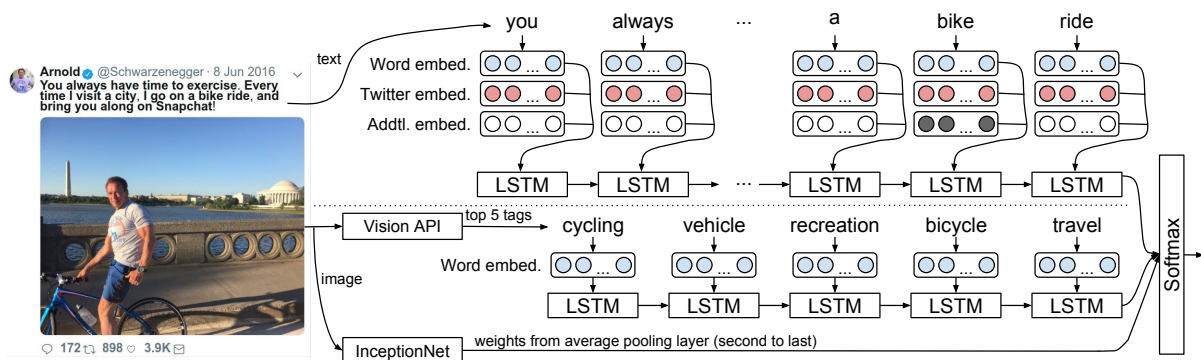 you always ... a bike ride
text
Arnold @Schwarzenegger · 8 Jun 2016
You always have time to exercise. Every
time I visit a city, I go on a bike ride, and
bring you along on Snapchat!
Word embed. ... ... ... ... ...
Twitter embed. ... ... ... ... ...
Addtl. embed. ... ... ... ... ...
LSTM LSTM ... LSTM LSTM LSTM
Vision API top 5 tags
cycling vehicle recreation bicycle travel
Word embed. ... ... ... ... ...
image
LSTM LSTM LSTM LSTM LSTM
Softmax
weights from average pooling layer (second to last)
InceptionNet
172 898 3.9K